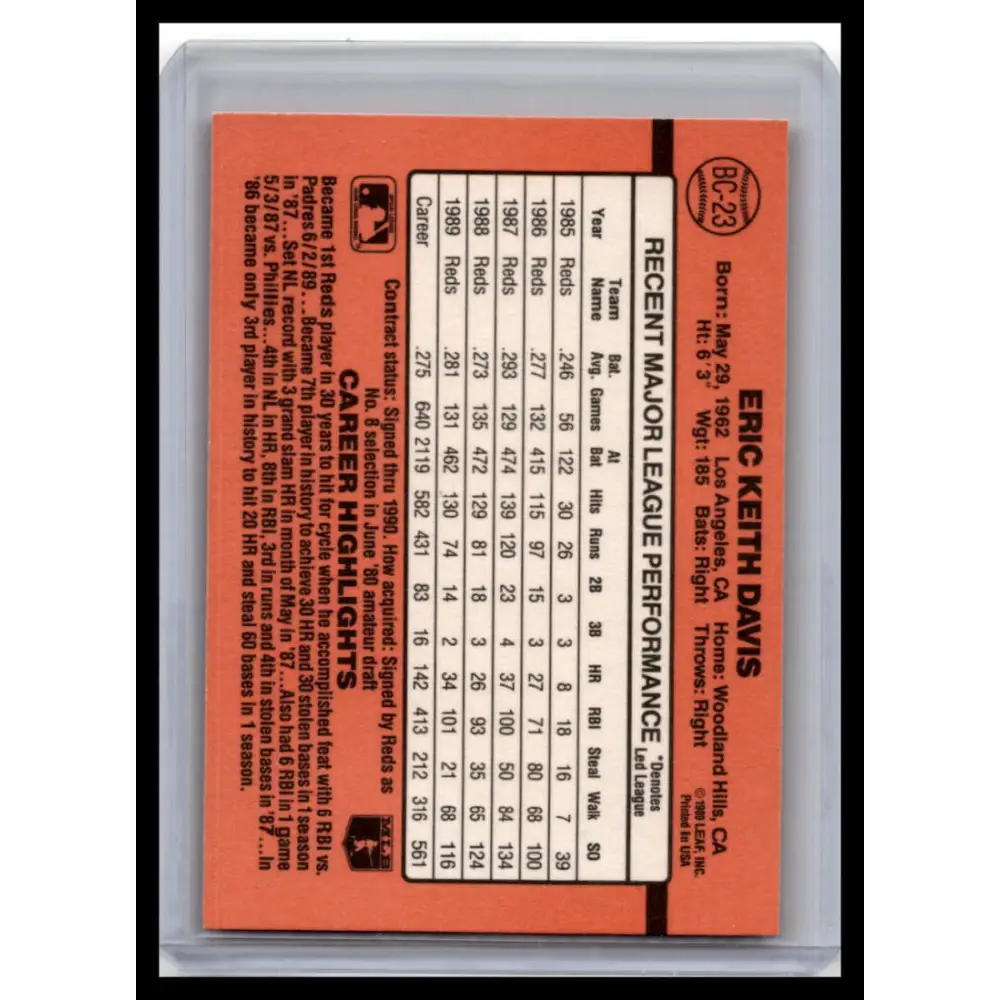 BC-23
ERIC KEITH DAVIS
Born: May 29, 1962 Los Angeles, CA Home: Woodland Hills, CA
Ht: 6'3" Wgt: 185 Bats: Right Throws: Right
©1989 LEAF, INC.
Printed in USA
RECENT MAJOR LEAGUE PERFORMANCE *Denotes Led League
Year Team Name Bat. Avg. Games At Bat Hits Runs 2B 3B HR RBI Steal Walk SO
1985 Reds .246 56 122 30 26 3 3 8 18 16 7 39
1986 Reds .277 132 415 115 97 15 3 27 71 80 68 100
1987 Reds .293 129 474 139 120 23 4 37 100 50 84 134
1988 Reds .273 135 472 129 81 18 3 26 93 35 65 124
1989 Reds .281 131 462 130 74 14 2 34 101 21 68 116
Career .275 640 2119 582 431 83 16 142 413 212 316 561
Contract status: Signed thru 1990. How acquired: Signed by Reds as
No. 8 selection in June '80 amateur draft
MLB
CAREER HIGHLIGHTS
Became 1st Reds player in 30 years to hit for cycle when he accomplished feat with 6 RBI vs.
Padres 6/2/89...Became 7th player in history to achieve 30 HR and 30 stolen bases in 1 season
in '87...Set NL record with 3 grand slam HR in month of May in '87...Also had 6 RBI in 1 game
5/3/87 vs. Phillies...4th in NL in HR, 8th in RBI, 3rd in runs and 4th in stolen bases in '87...In
'86 became only 3rd player in history to hit 20 HR and steal 60 bases in 1 season.